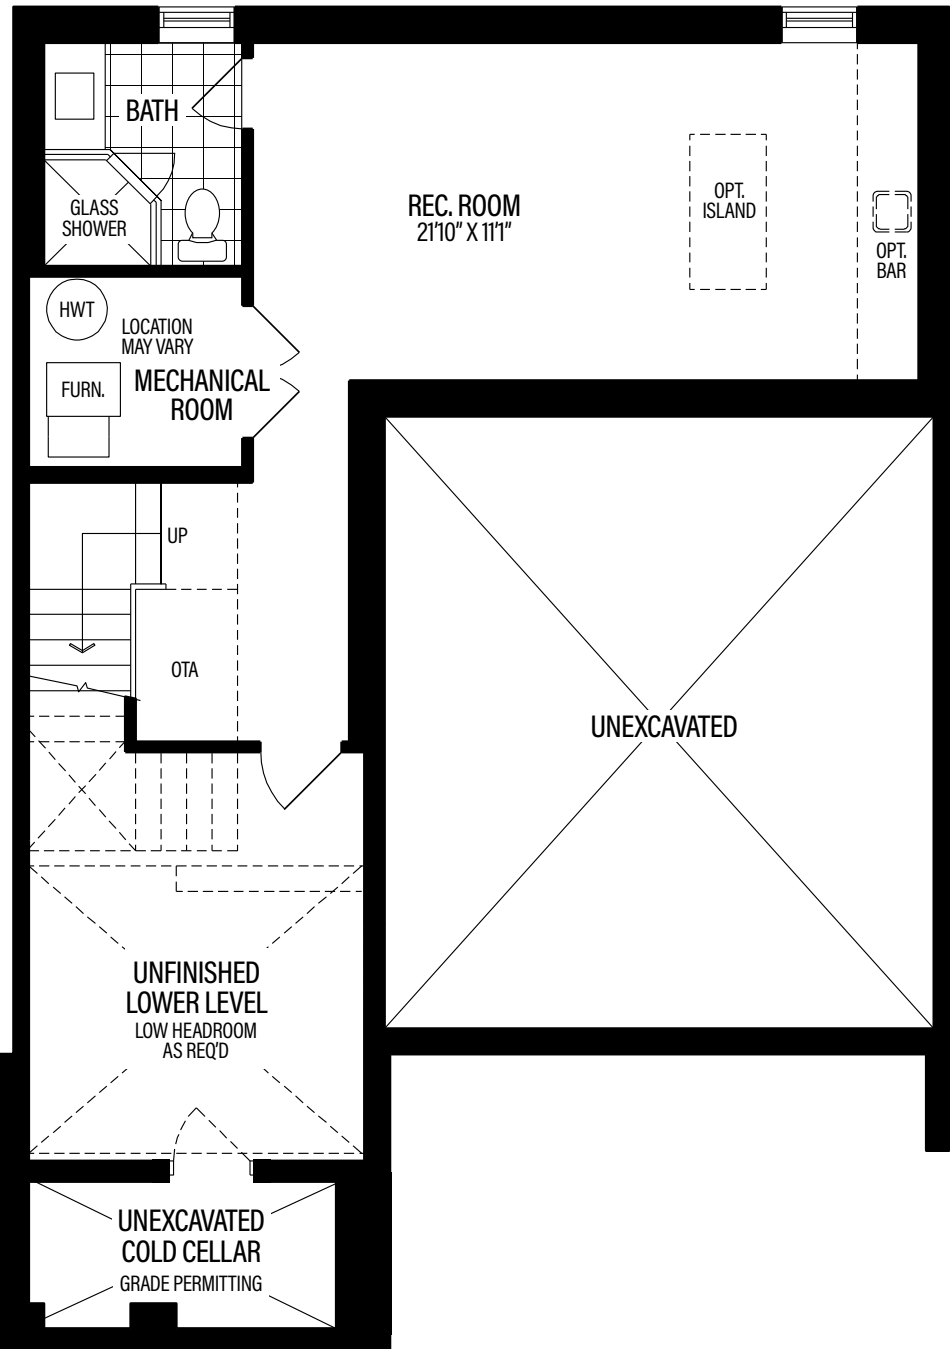 BATH
GLASS
SHOWER
REC. ROOM
21'10" X 11'1"
OPT.
ISLAND
OPT.
BAR
HWT
LOCATION
MAY VARY
FURN.
MECHANICAL
ROOM
UP
OTA
UNEXCAVATED
UNFINISHED
LOWER LEVEL
LOW HEADROOM
AS REQ'D
UNEXCAVATED
COLD CELLAR
GRADE PERMITTING